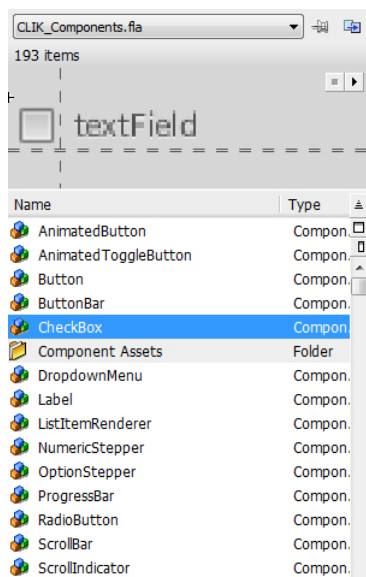 CLIK_Components.fla
193 items
textField
Name Type
AnimatedButton Compon.
AnimatedToggleButton Compon.
Button Compon.
ButtonBar Compon.
CheckBox Compon.
Component Assets Folder
DropdownMenu Compon.
Label Compon.
ListItemRenderer Compon.
NumericStepper Compon.
OptionStepper Compon.
ProgressBar Compon.
RadioButton Compon.
ScrollBar Compon.
ScrollIndicator Compon.